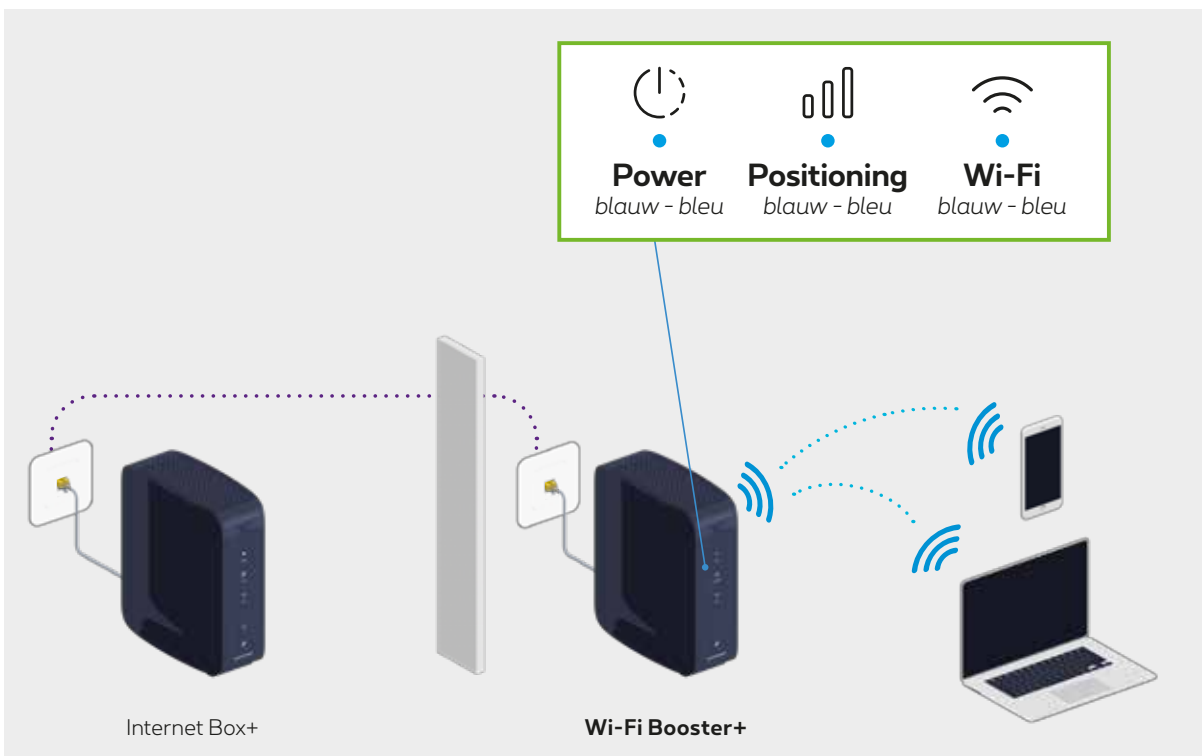 Power Positioning Wi-Fi
blauw - bleu blauw - bleu blauw - bleu
Internet Box+ Wi-Fi Booster+